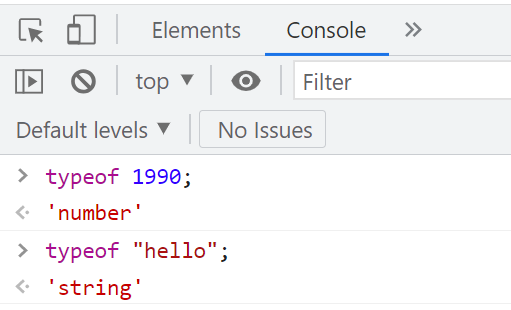 Elements Console
top Filter
Default levels No Issues
typeof 1990;
'number'
typeof "hello";
'string'